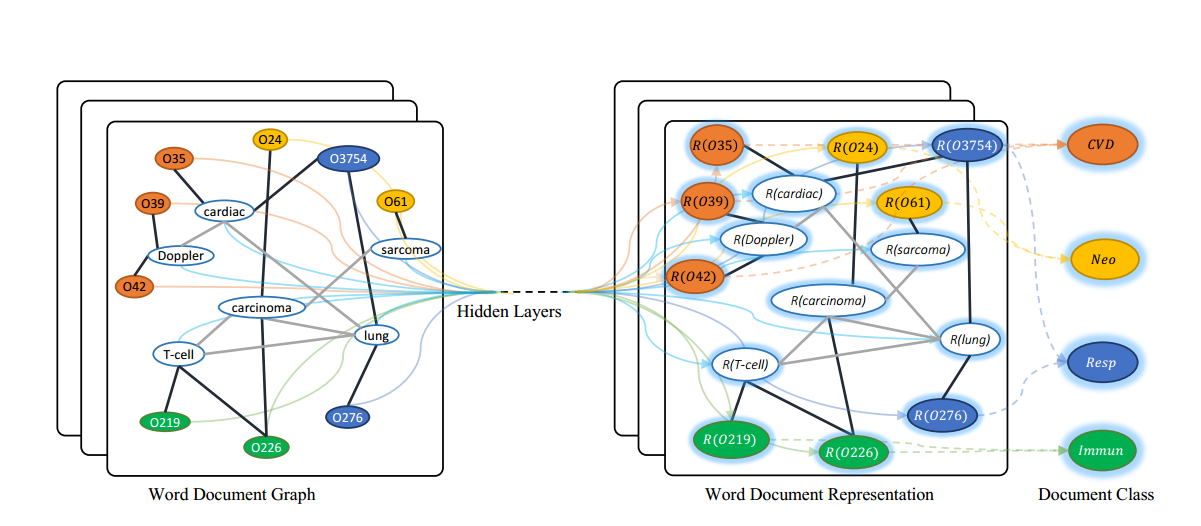 O24
O35
O3754
O39
O61
cardiac
sarcoma
Doppler
O42
carcinoma
lung
T-cell
O219
O276
O226
Word Document Graph
Hidden Layers
R(O35)
R(O24)
R(O3754)
R(cardiac)
R(O39)
R(O61)
R(Doppler)
R(sarcoma)
R(O42)
R(carcinoma)
R(lung)
R(T-cell)
R(O276)
R(O219)
R(O226)
Word Document Representation
CVD
Neo
Resp
Immun
Document Class